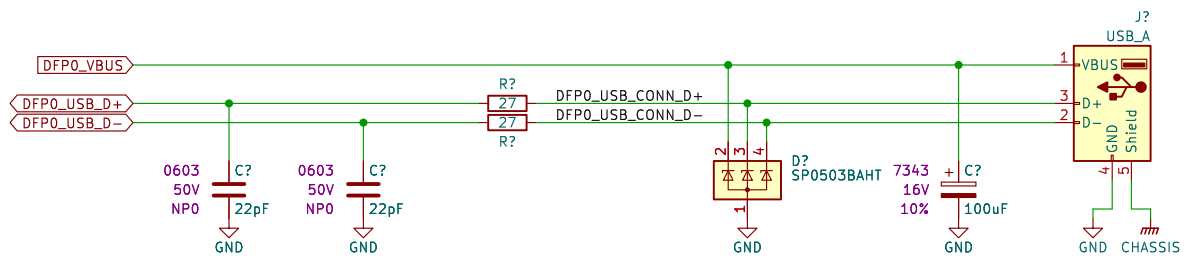 J?
USB_A
DFP0_VBUS
1
VBUS
R?
DFP0_USB_D+
27
DFP0_USB_CONN_D+
3
D+
DFP0_USB_D-
27
DFP0_USB_CONN_D-
2
D-
R?
GND
Shield
2
3
4
D?
SP0503BAHT
1
0603
50V
NP0
C?
22pF
0603
50V
NP0
C?
22pF
7343
16V
10%
+
C?
100uF
4
5
GND
GND
GND
GND
GND
CHASSIS